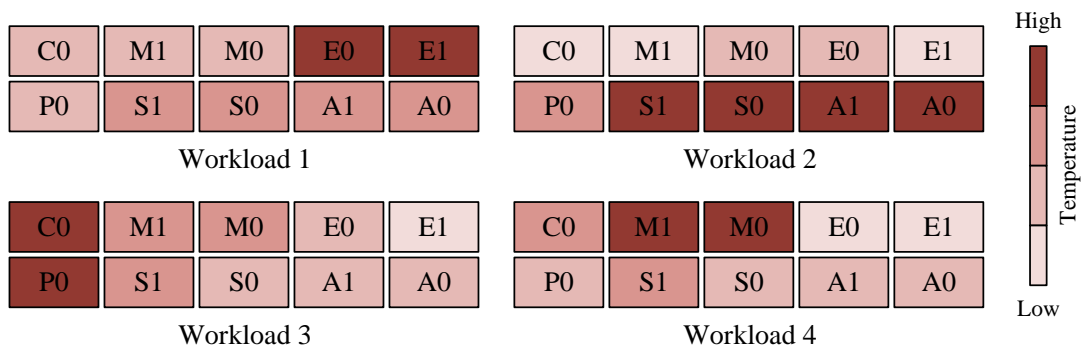 C0 M1 M0 E0 E1
P0 S1 S0 A1 A0
Workload 1
C0 M1 M0 E0 E1
P0 S1 S0 A1 A0
Workload 2
C0 M1 M0 E0 E1
P0 S1 S0 A1 A0
Workload 3
C0 M1 M0 E0 E1
P0 S1 S0 A1 A0
Workload 4
High
Temperature
Low